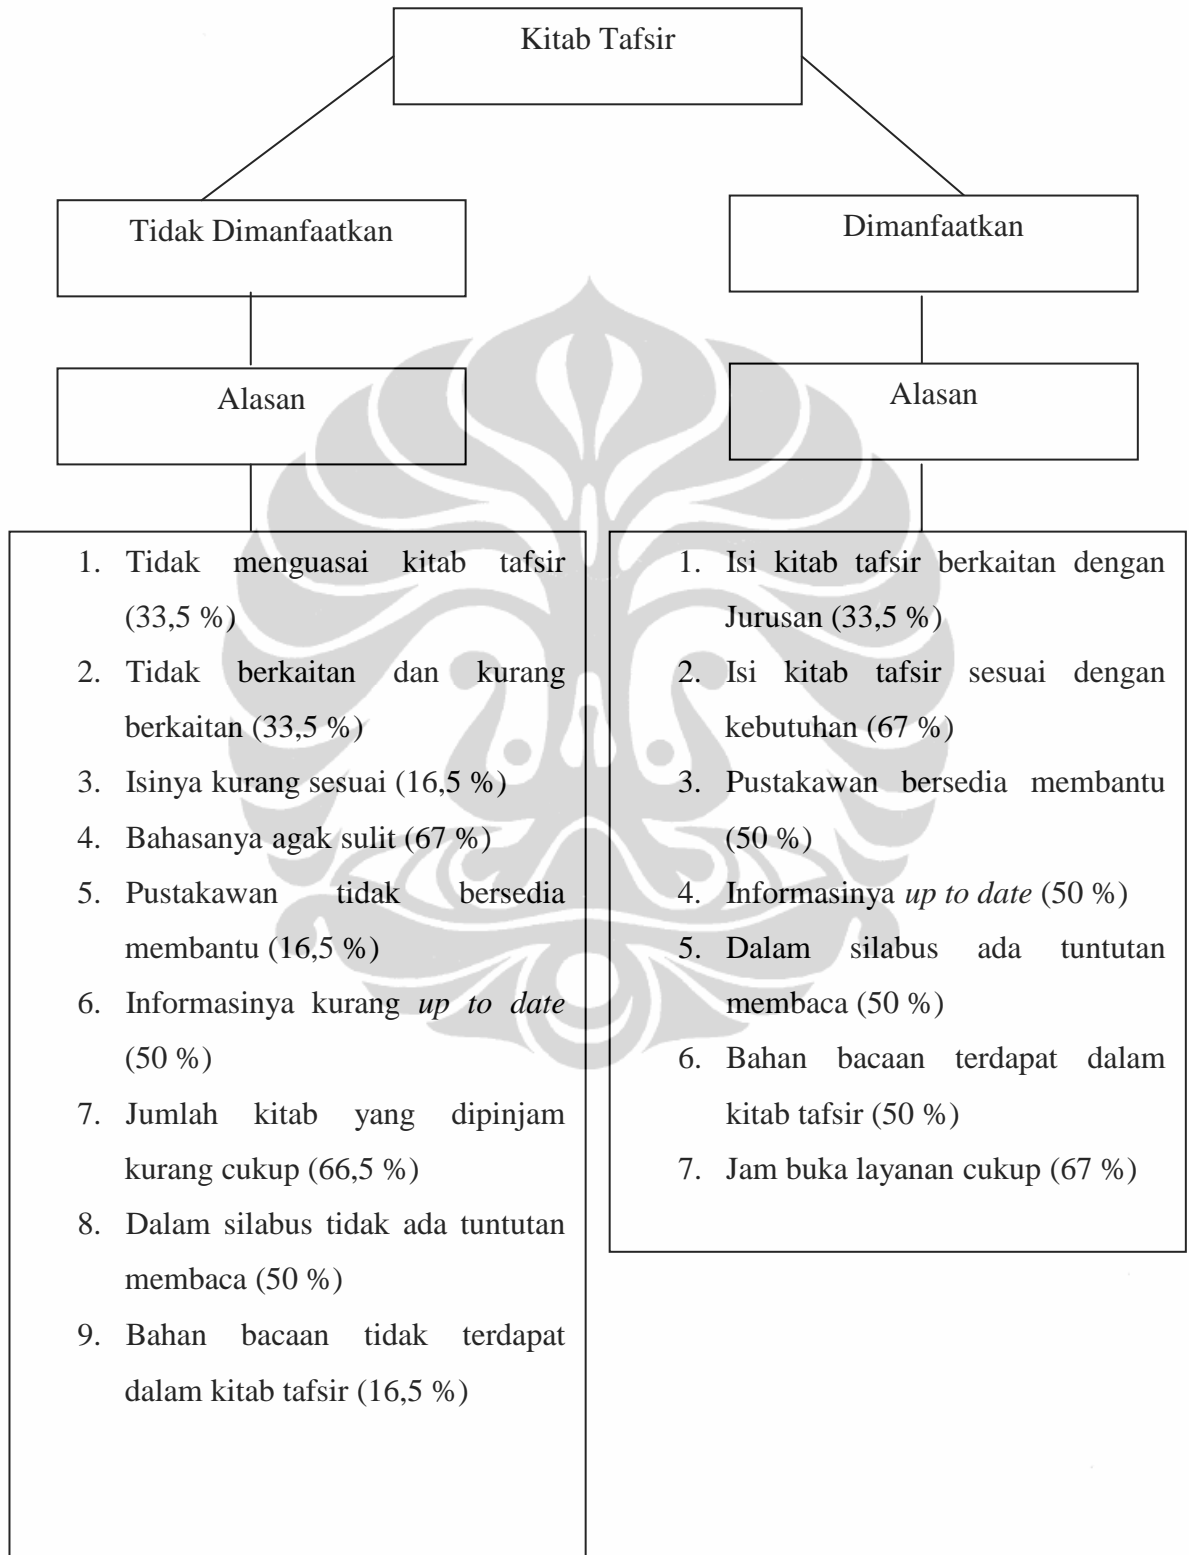 Kitab Tafsir
Tidak Dimanfaatkan
Alasan
1. Tidak menguasai kitab tafsir
(33,5 %)
2. Tidak berkaitan dan kurang
berkaitan (33,5 %)
3. Isinya kurang sesuai (16,5 %)
4. Bahasanya agak sulit (67 %)
5. Pustakawan tidak bersedia
membantu (16,5 %)
6. Informasinya kurang up to date
(50 %)
7. Jumlah kitab yang dipinjam
kurang cukup (66,5 %)
8. Dalam silabus tidak ada tuntutan
membaca (50 %)
9. Bahan bacaan tidak terdapat
dalam kitab tafsir (16,5 %)
Dimanfaatkan
Alasan
1. Isi kitab tafsir berkaitan dengan
Jurusan (33,5 %)
2. Isi kitab tafsir sesuai dengan
kebutuhan (67 %)
3. Pustakawan bersedia membantu
(50 %)
4. Informasinya up to date (50 %)
5. Dalam silabus ada tuntutan
membaca (50 %)
6. Bahan bacaan terdapat dalam
kitab tafsir (50 %)
7. Jam buka layanan cukup (67 %)